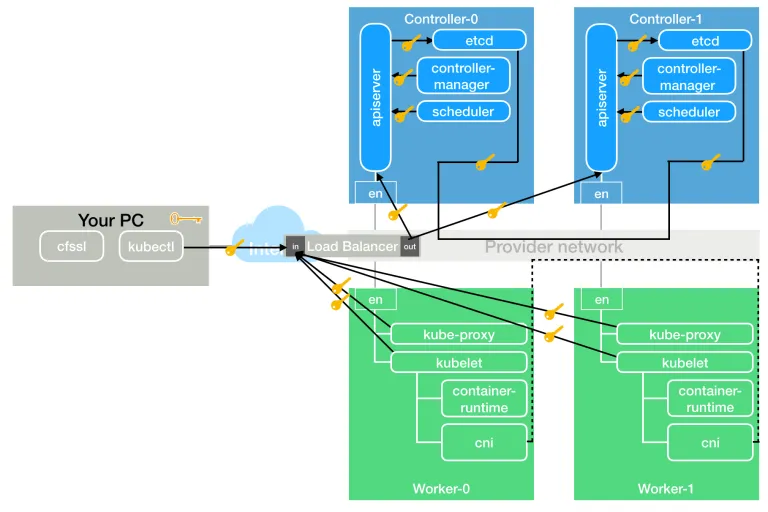 Controller-0
Controller-1
etcd
etcd
controller-
manager
controller-
manager
apiserver
apiserver
scheduler
scheduler
en
en
Your PC
cfssl
kubectl
in
Load Balancer
out
Provider network
en
en
kube-proxy
kube-proxy
kubelet
kubelet
container-
runtime
container-
runtime
cni
cni
Worker-0
Worker-1